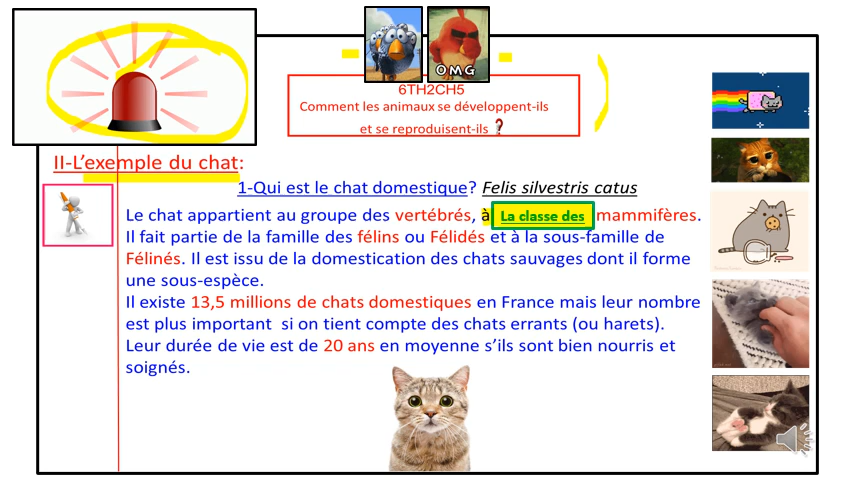 OMG
6TH2CH5
Comment les animaux se développent-ils
et se reproduisent-ils ?
II-L'exemple du chat:
1-Qui est le chat domestique? Felis silvestris catus
Le chat appartient au groupe des vertébrés, à La classe des mammifères.
Il fait partie de la famille des félins ou Félidés et à la sous-famille de
Félinés. Il est issu de la domestication des chats sauvages dont il forme
une sous-espèce.
Il existe 13,5 millions de chats domestiques en France mais leur nombre
est plus important  si on tient compte des chats errants (ou harets).
Leur durée de vie est de 20 ans en moyenne s'ils sont bien nourris et
soignés.